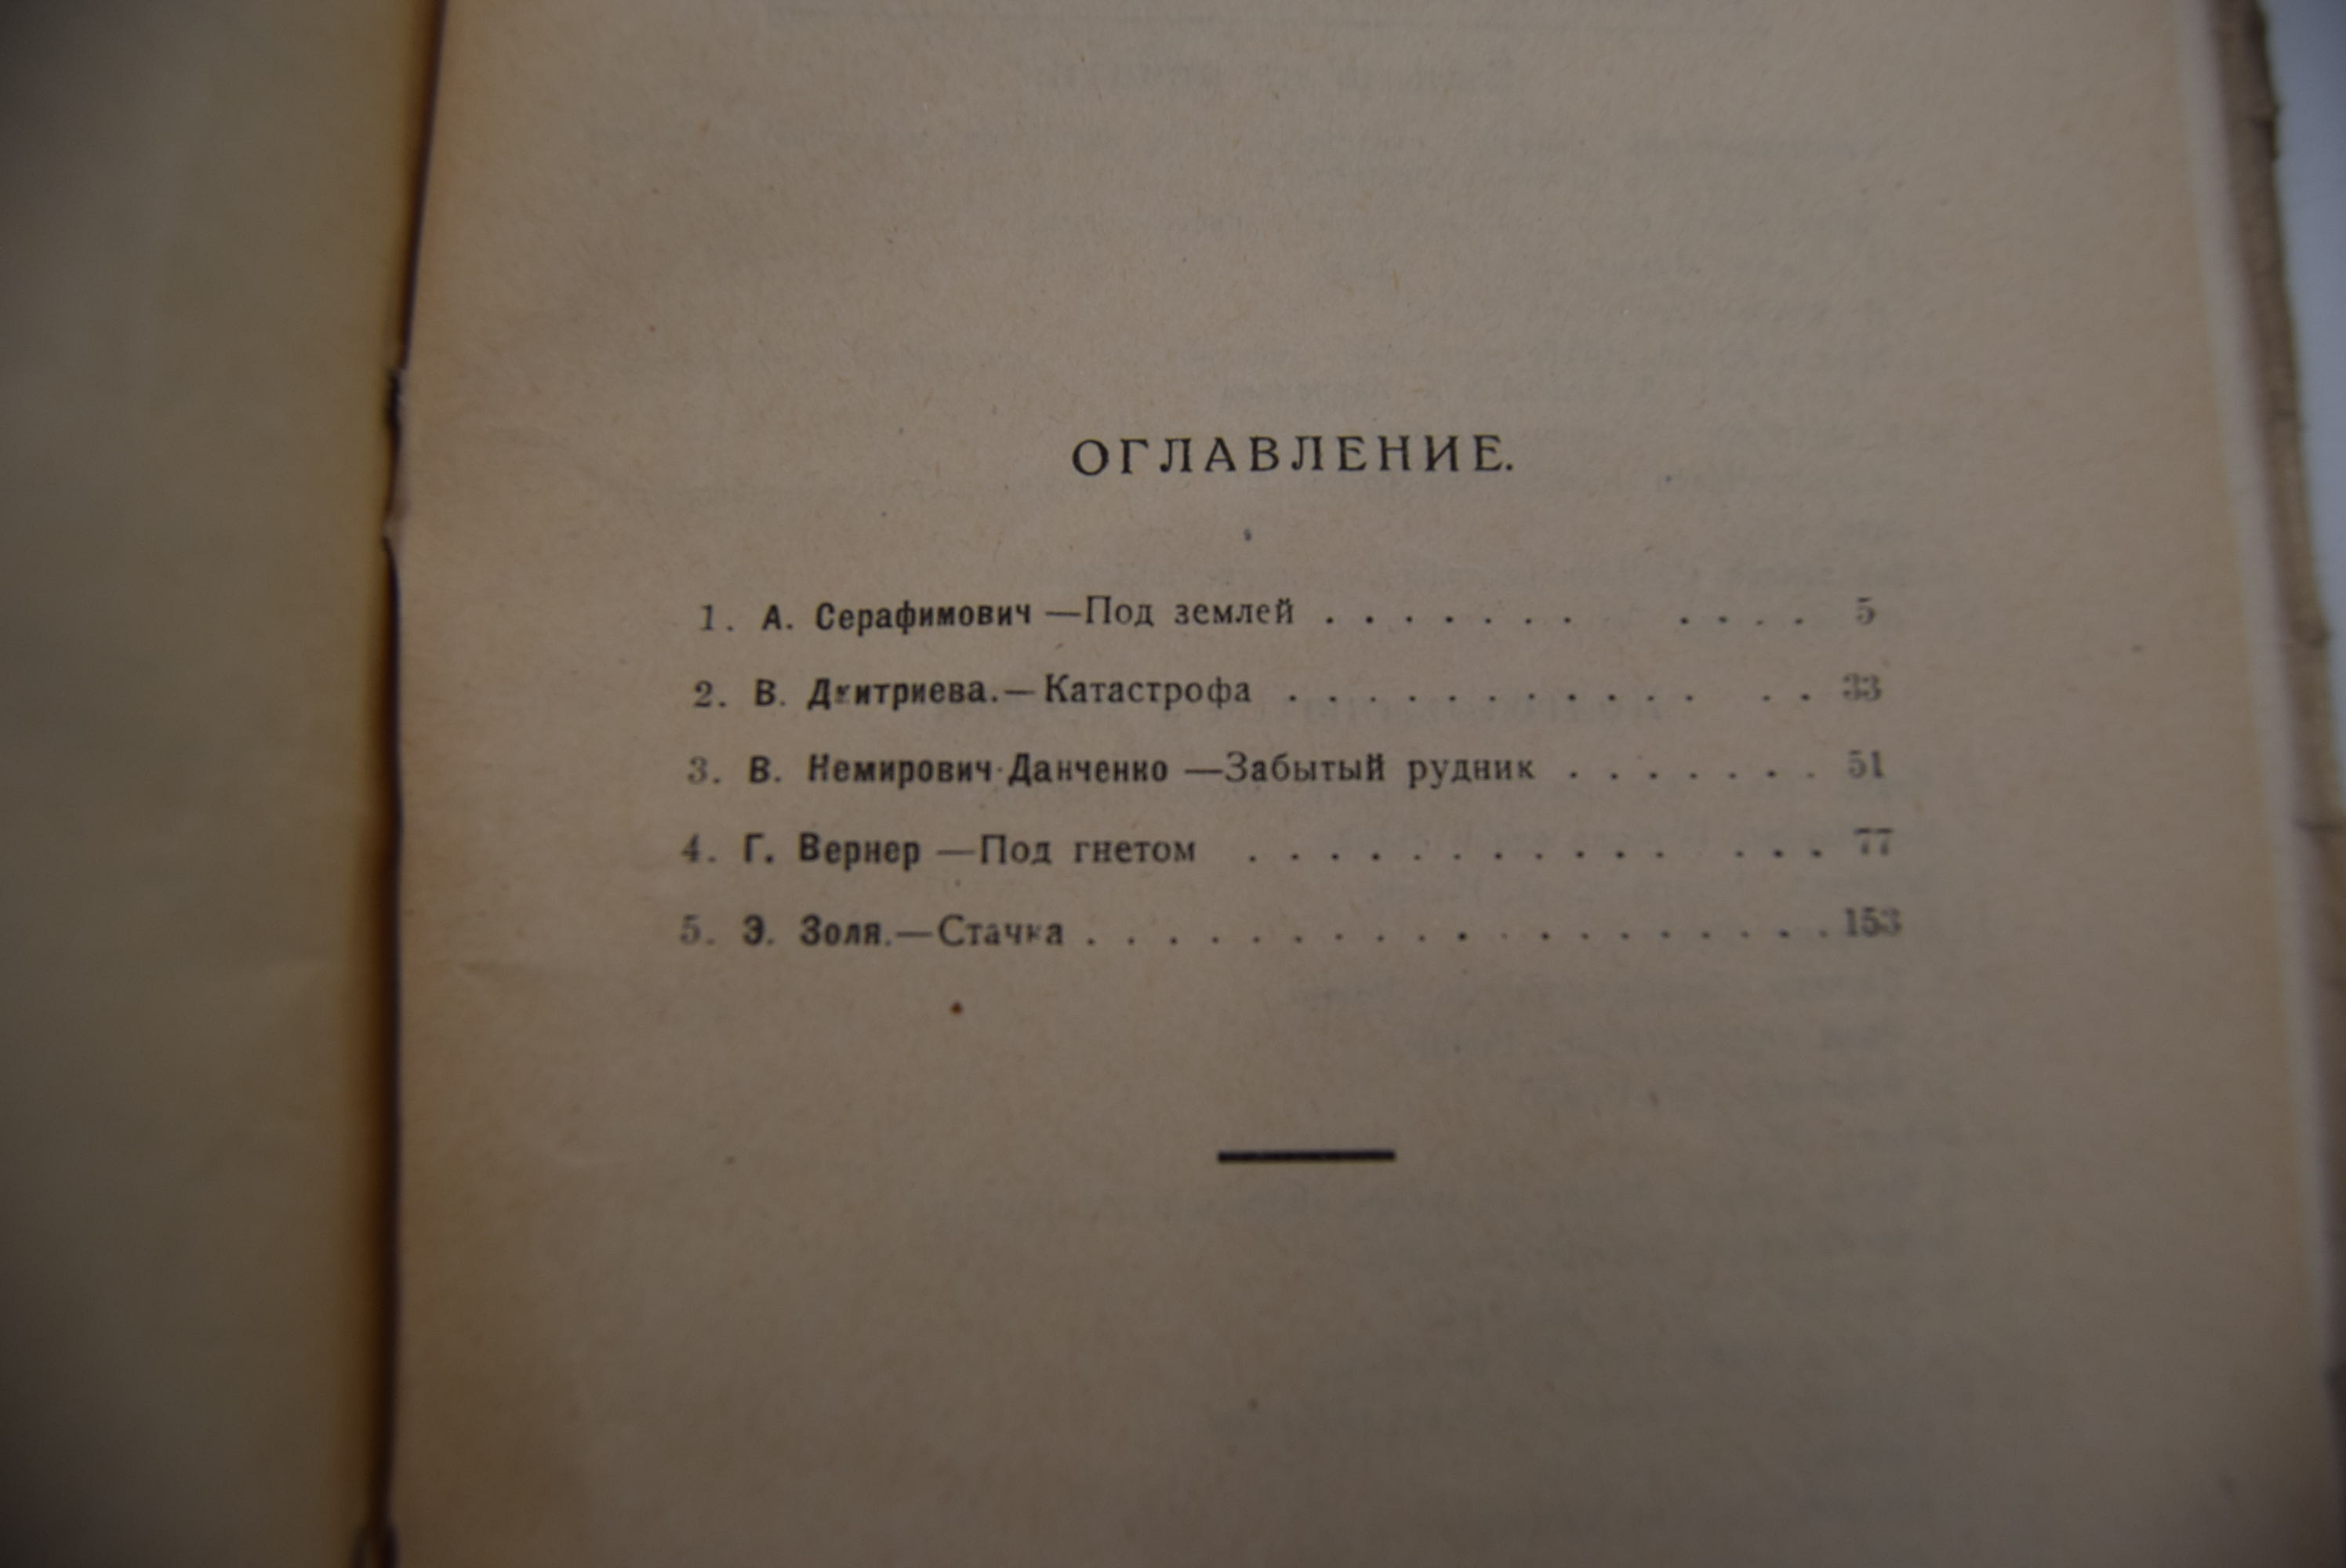 ОГЛАВЛЕНИЕ.
1. А. Серафимович —Под землей . . . . . . . . . . . 5
2. В. Дмитриева.—Катастрофа . . . . . . . . . . . . . 33
3. В. Немирович-Данченко —Забытый рудник . . . . . . . 51
4. Г. Вернер —Под гнетом . . . . . . . . . . . . . . 77
5. Э. Золя.—Стачка . . . . . . . . . . . . . . . . . . . 153